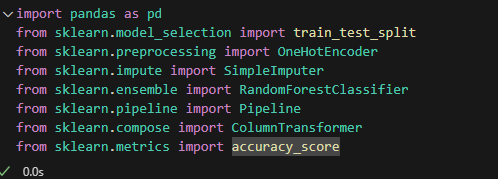 import pandas as pd
from sklearn.model_selection import train_test_split
from sklearn.preprocessing import OneHotEncoder
from sklearn.impute import SimpleImputer
from sklearn.ensemble import RandomForestClassifier
from sklearn.pipeline import Pipeline
from sklearn.compose import ColumnTransformer
from sklearn.metrics import accuracy_score
0.0s